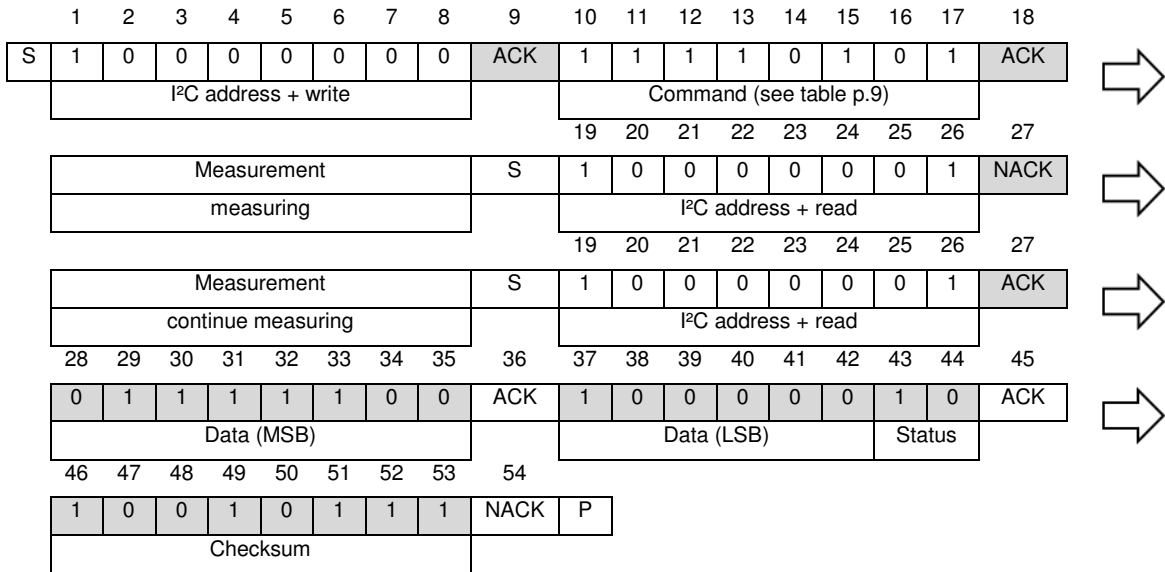 1 2 3 4 5 6 7 8 9 10 11 12 13 14 15 16 17 18
S 1 0 0 0 0 0 0 0 ACK 1 1 1 1 0 1 0 1 ACK
I²C address + write Command (see table p.9)
19 20 21 22 23 24 25 26 27
Measurement S 1 0 0 0 0 0 0 1 NACK
measuring I²C address + read
19 20 21 22 23 24 25 26 27
Measurement S 1 0 0 0 0 0 0 1 ACK
continue measuring I²C address + read
28 29 30 31 32 33 34 35 36 37 38 39 40 41 42 43 44 45
0 1 1 1 1 1 0 0 ACK 1 0 0 0 0 0 1 0 ACK
Data (MSB) Data (LSB) Status
46 47 48 49 50 51 52 53 54
1 0 0 1 0 1 1 1 NACK P
Checksum